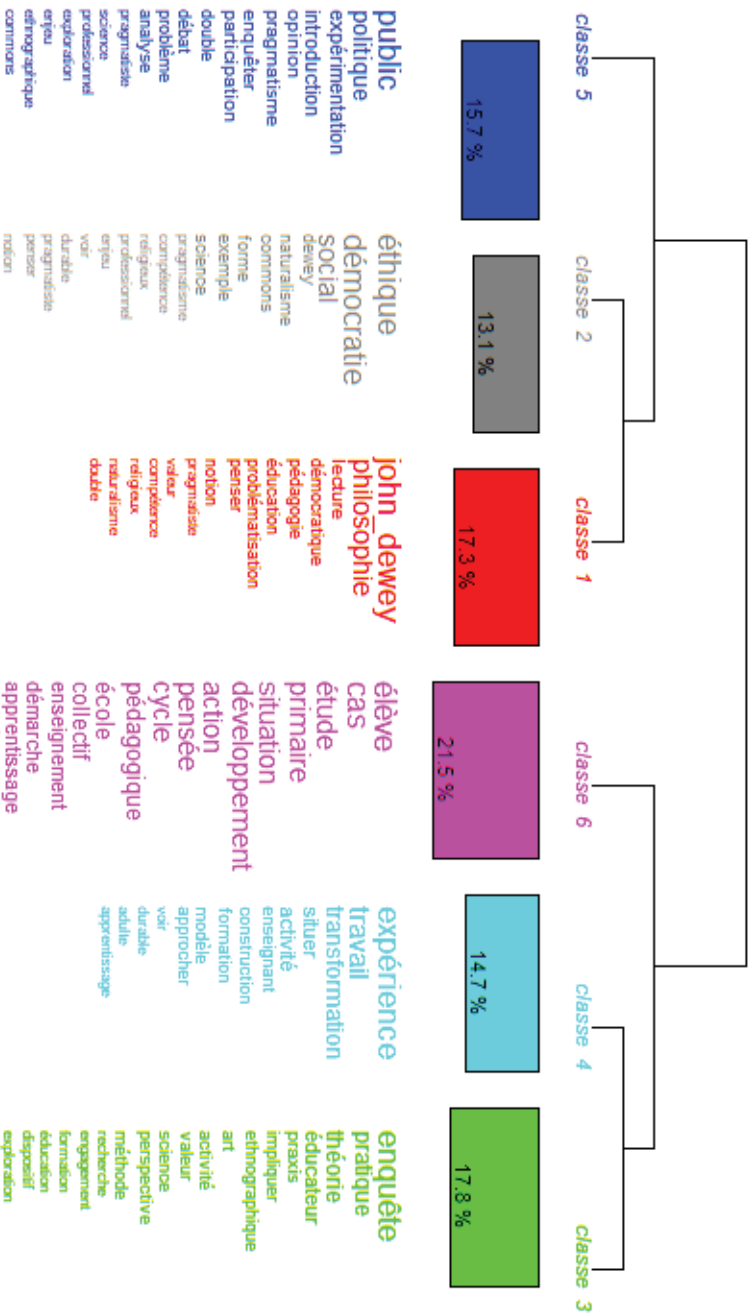 classe 5
15.7 %
public
politique
expérimentation
introduction
opinion
pragmatisme
enquêter
participation
double
débat
problème
analyse
pragmatiste
science
professionnel
exploration
enjeu
ethnographique
commons
classe 2
13.1 %
éthique
démocratie
social
dewey
naturalisme
commons
forme
exemple
science
pragmatisme
compétence
religieux
professionnel
enjeu
voir
durable
pragmatiste
penser
notion
classe 1
17.3 %
john_dewey
philosophie
lecture
démocratique
pédagogie
éducation
problématisation
penser
notion
pragmatiste
valeur
compétence
religieux
naturalisme
double
classe 6
21.5 %
élève
cas
étude
primaire
situation
développement
action
pensée
cycle
pédagogique
école
collectif
enseignement
démarche
apprentissage
classe 4
14.7 %
expérience
travail
transformation
situer
activité
enseignant
construction
formation
modèle
approcher
voir
durable
adulte
apprentissage
classe 3
17.8 %
enquête
pratique
théorie
éducateur
praxis
impliquer
ethnographique
art
activité
valeur
science
perspective
méthode
recherche
engagement
formation
éducation
dispositif
exploration